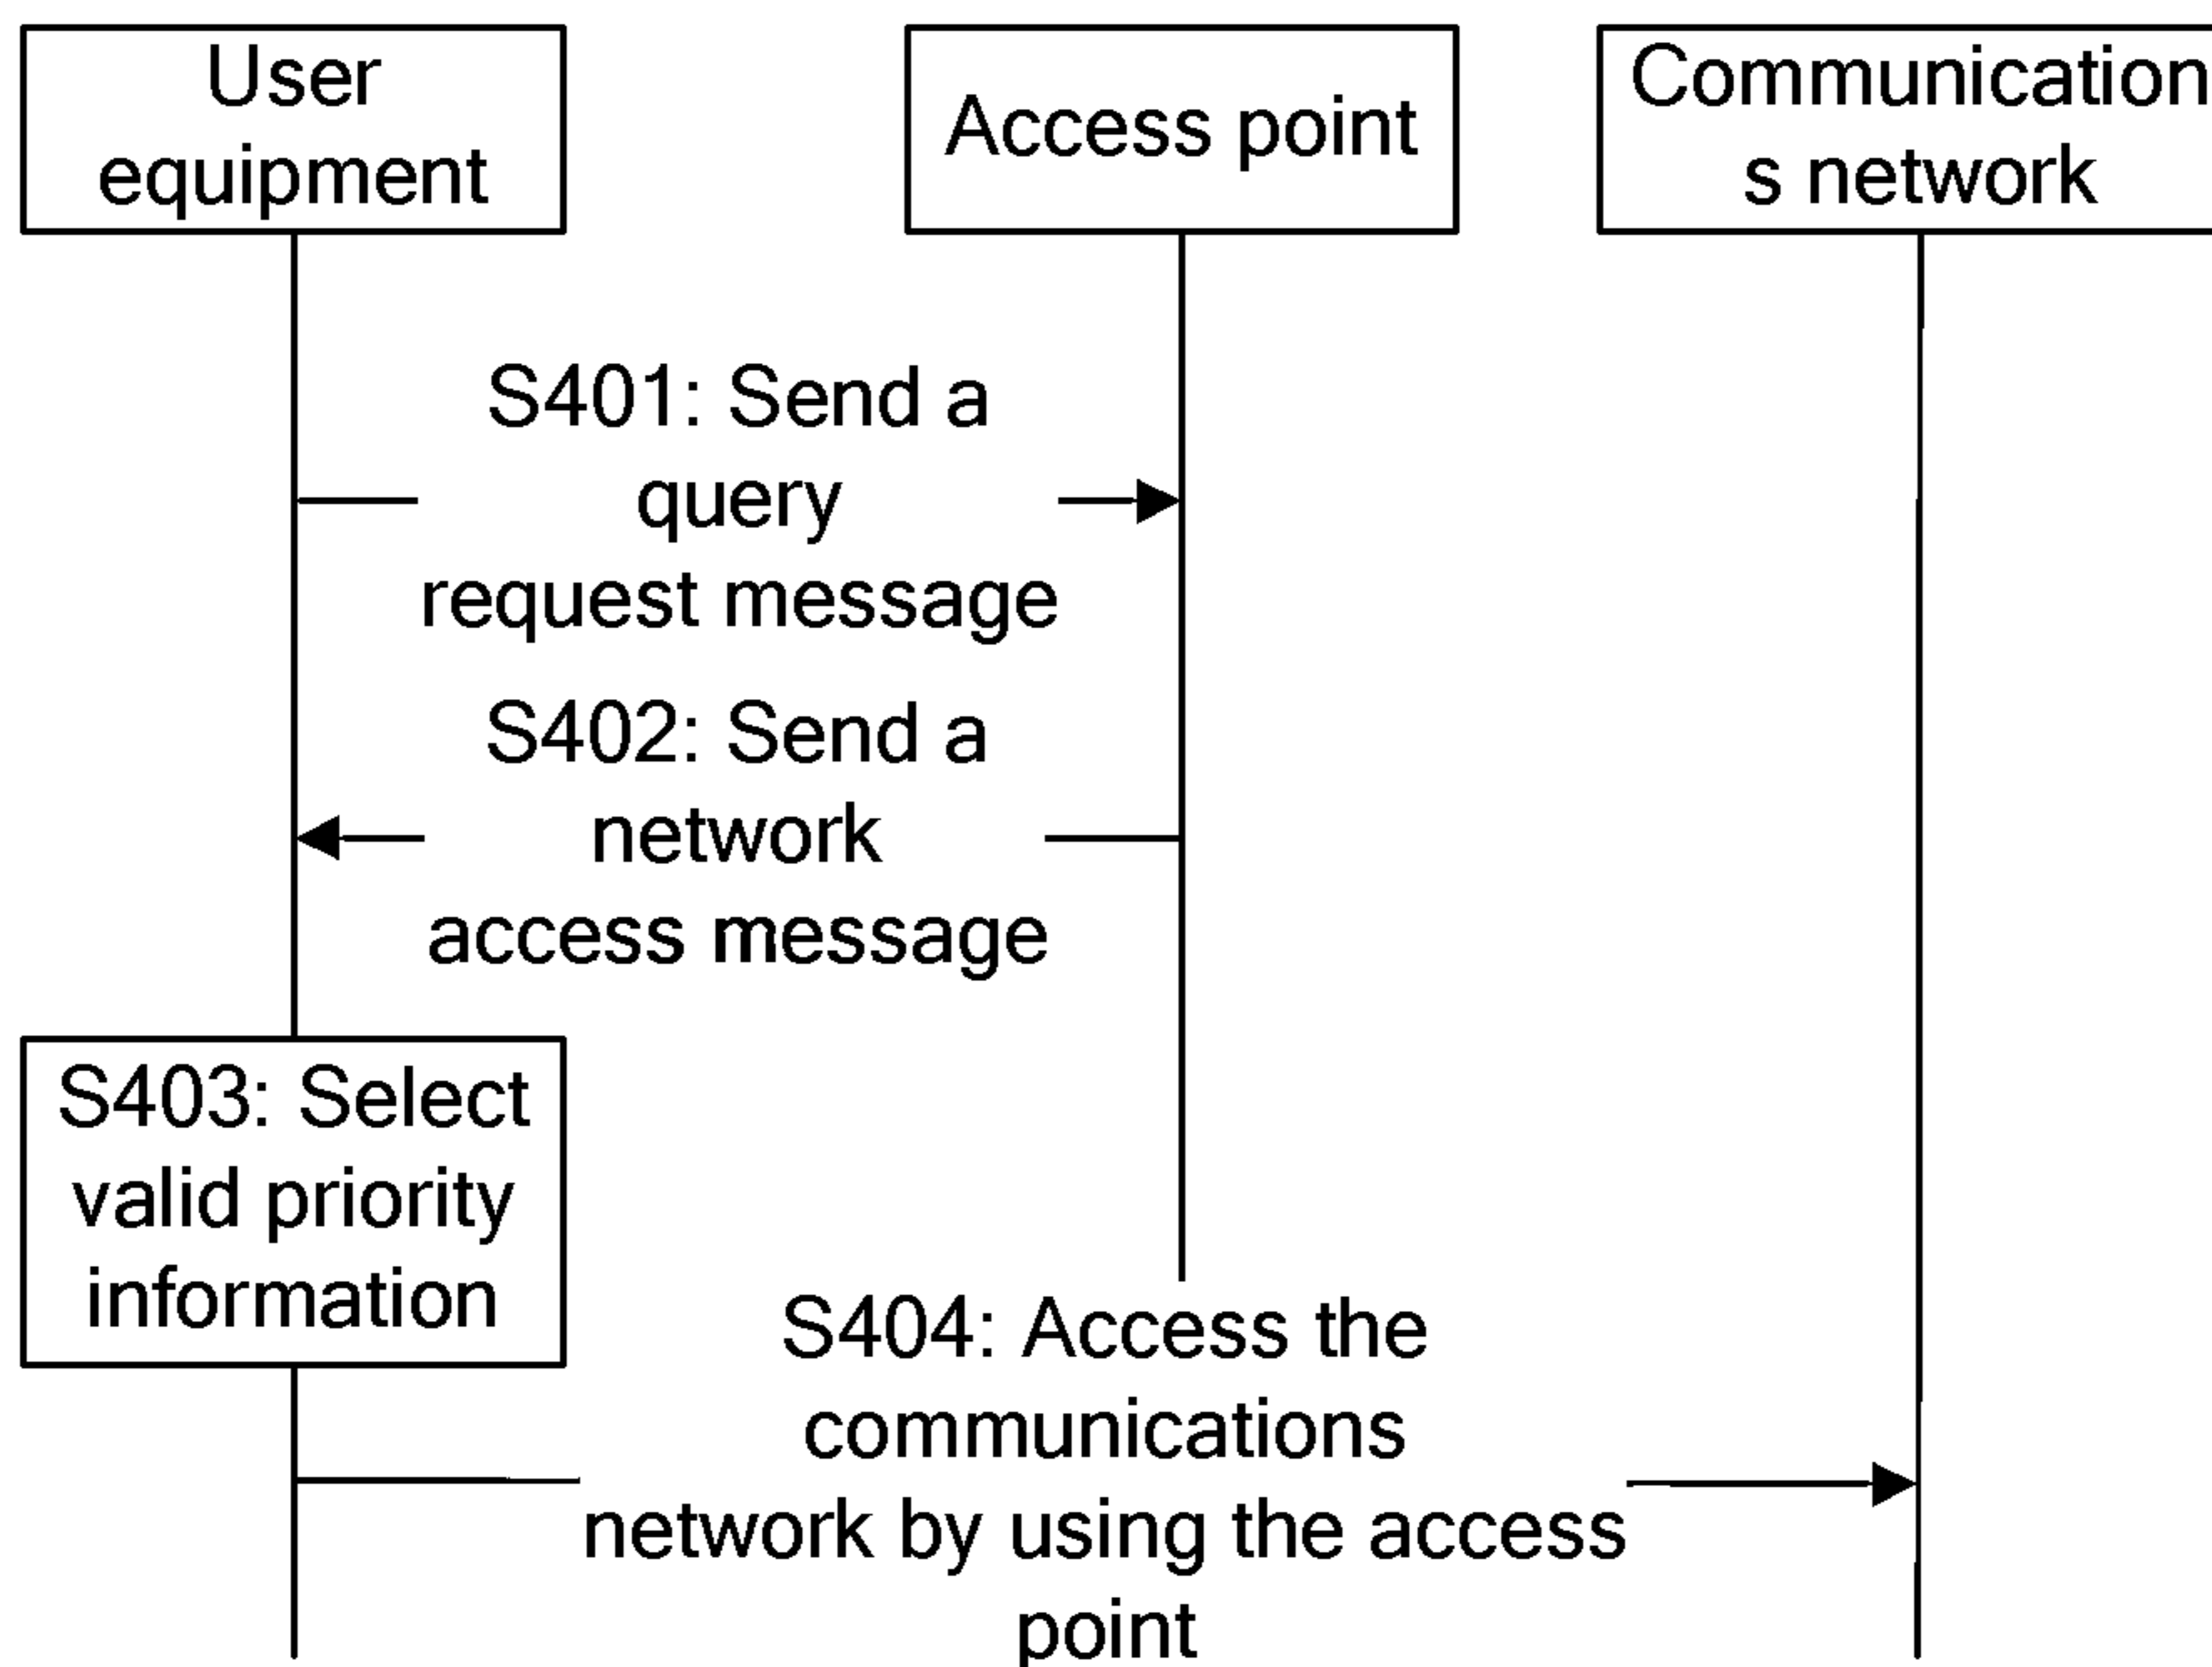 User
equipment
Access point
Communication
s network
S401: Send a
query
request message
S402: Send a
network
access message
S403: Select
valid priority
information
S404: Access the
communications
network by using the access
point